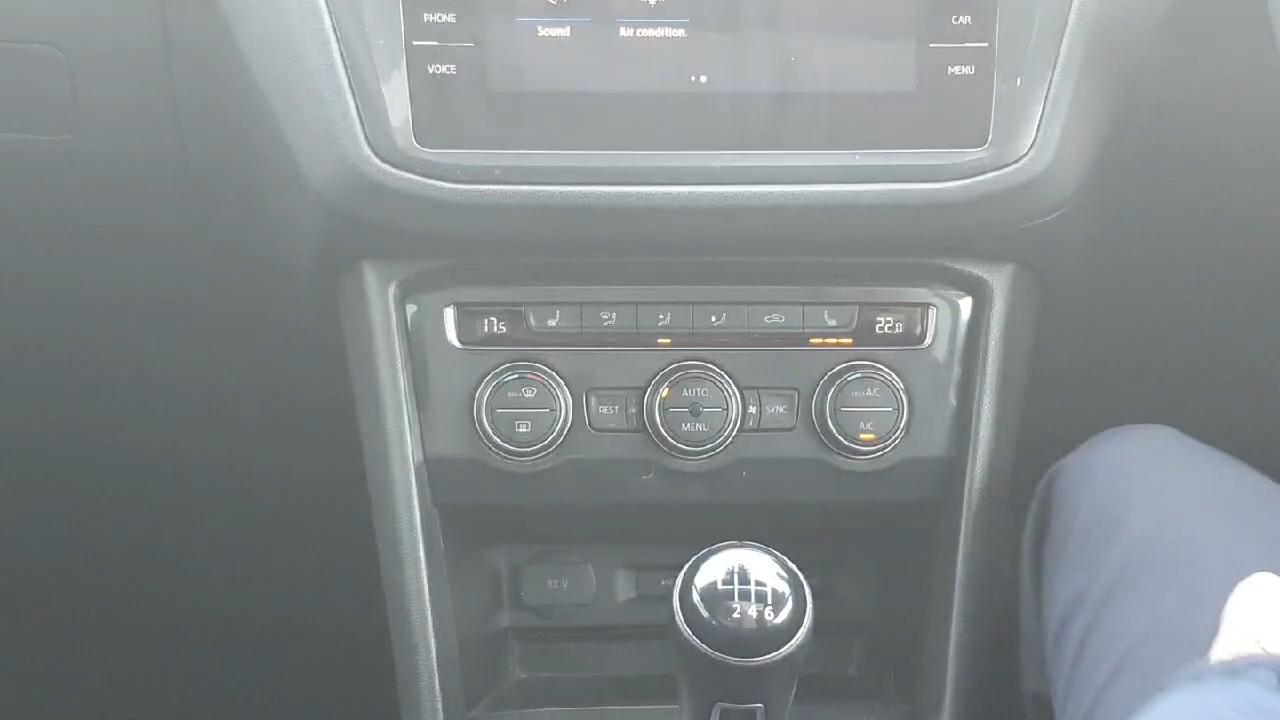 PHONE
CAR
Sound
Air condition.
VOICE
MENU
17.5
22.0
AUTO
A/C
REST
SYNC
MENU
A/C
12 V
2 4 6